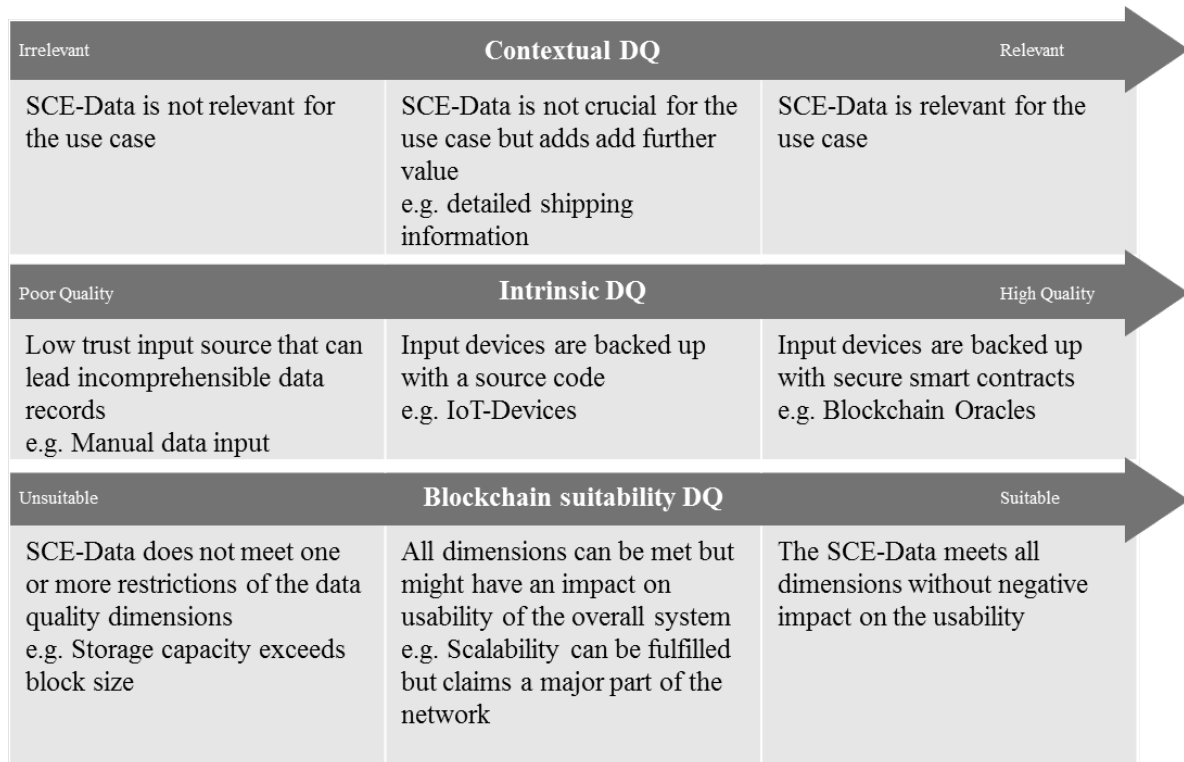 Irrelevant Contextual DQ Relevant
SCE-Data is not relevant for
the use case
SCE-Data is not crucial for the
use case but adds add further
value
e.g. detailed shipping
information
SCE-Data is relevant for the
use case
Poor Quality Intrinsic DQ High Quality
Low trust input source that can
lead incomprehensible data
records
e.g. Manual data input
Input devices are backed up
with a source code
e.g. IoT-Devices
Input devices are backed up
with secure smart contracts
e.g. Blockchain Oracles
Unsuitable Blockchain suitability DQ Suitable
SCE-Data does not meet one
or more restrictions of the data
quality dimensions
e.g. Storage capacity exceeds
block size
All dimensions can be met but
might have an impact on
usability of the overall system
e.g. Scalability can be fulfilled
but claims a major part of the
network
The SCE-Data meets all
dimensions without negative
impact on the usability